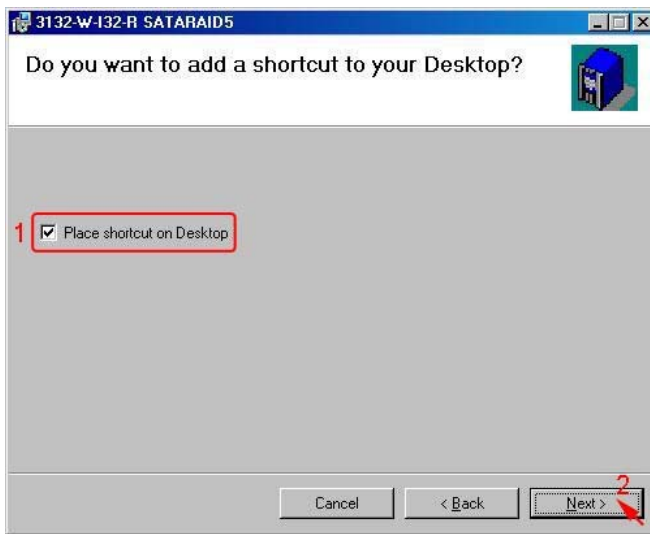 3132-W-I32-R SATARAID5
Do you want to add a shortcut to your Desktop?
1
Place shortcut on Desktop
2
Cancel
< Back
Next >